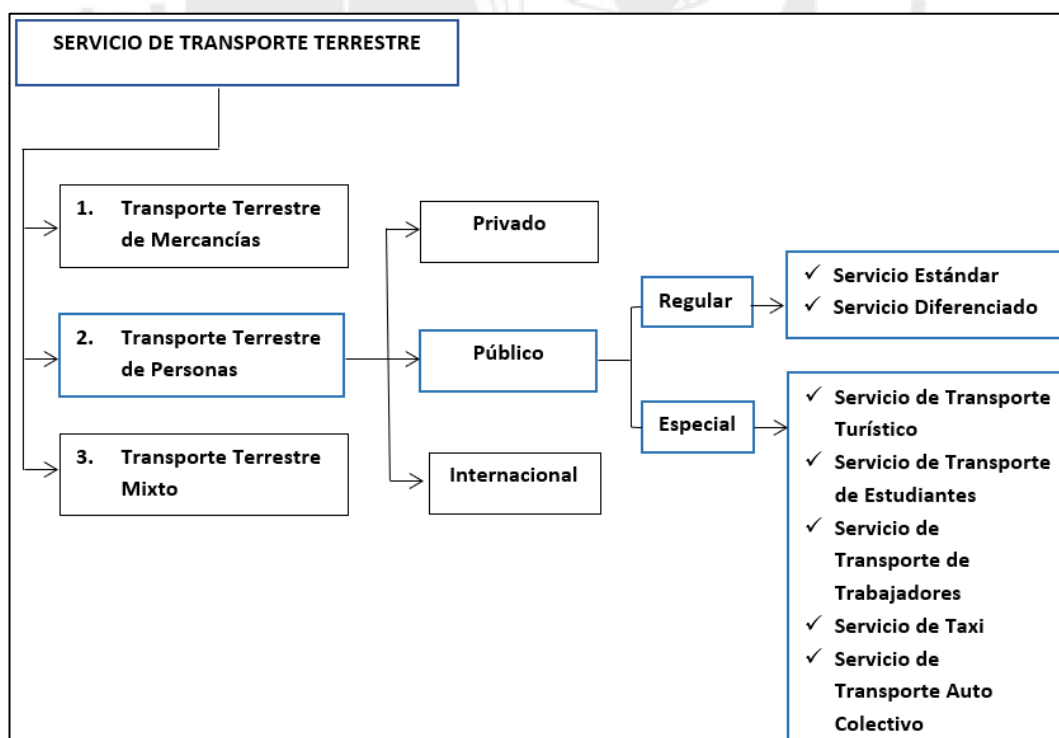 SERVICIO DE TRANSPORTE TERRESTRE
1. Transporte Terrestre
de Mercancías
2. Transporte Terrestre
de Personas
3. Transporte Terrestre
Mixto
Privado
Público
Internacional
Regular
Especial
✓ Servicio Estándar
✓ Servicio Diferenciado
✓ Servicio de Transporte
Turístico
✓ Servicio de Transporte
de Estudiantes
✓ Servicio de
Transporte de
Trabajadores
✓ Servicio de Taxi
✓ Servicio de
Transporte Auto
Colectivo